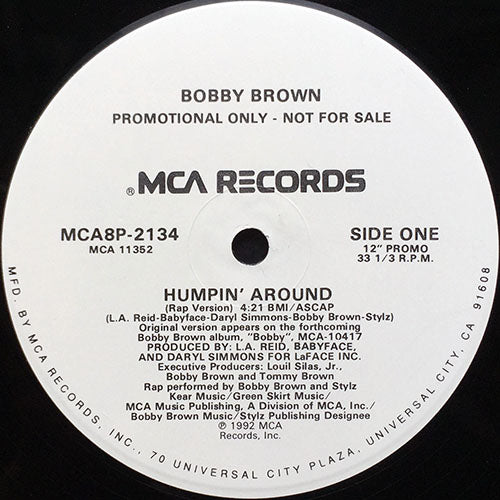 BOBBY BROWN
PROMOTIONAL ONLY - NOT FOR SALE
® MCA RECORDS
MCA8P-2134
MCA 11352
SIDE ONE
12" PROMO
33 1/3 R.P.M.
HUMPIN' AROUND
(Rap Version) 4:21 BMI/ASCAP
(L.A. Reid-Babyface-Daryl Simmons-Bobby Brown-Stylz)
Original version appears on the forthcoming
Bobby Brown album, "Bobby", MCA-10417
PRODUCED BY: L.A. REID, BABYFACE,
AND DARYL SIMMONS FOR LaFACE INC.
Executive Producers: Louil Silas, Jr.,
Bobby Brown and Tommy Brown
Rap performed by Bobby Brown and Stylz
Kear Music/Green Skirt Music/
MCA Music Publishing, A Division of MCA, Inc./
Bobby Brown Music/Stylz Publishing Designee
℗ 1992 MCA
Records, Inc.
MFD. BY MCA RECORDS, INC., 70 UNIVERSAL CITY PLAZA, UNIVERSAL CITY, CA 91608